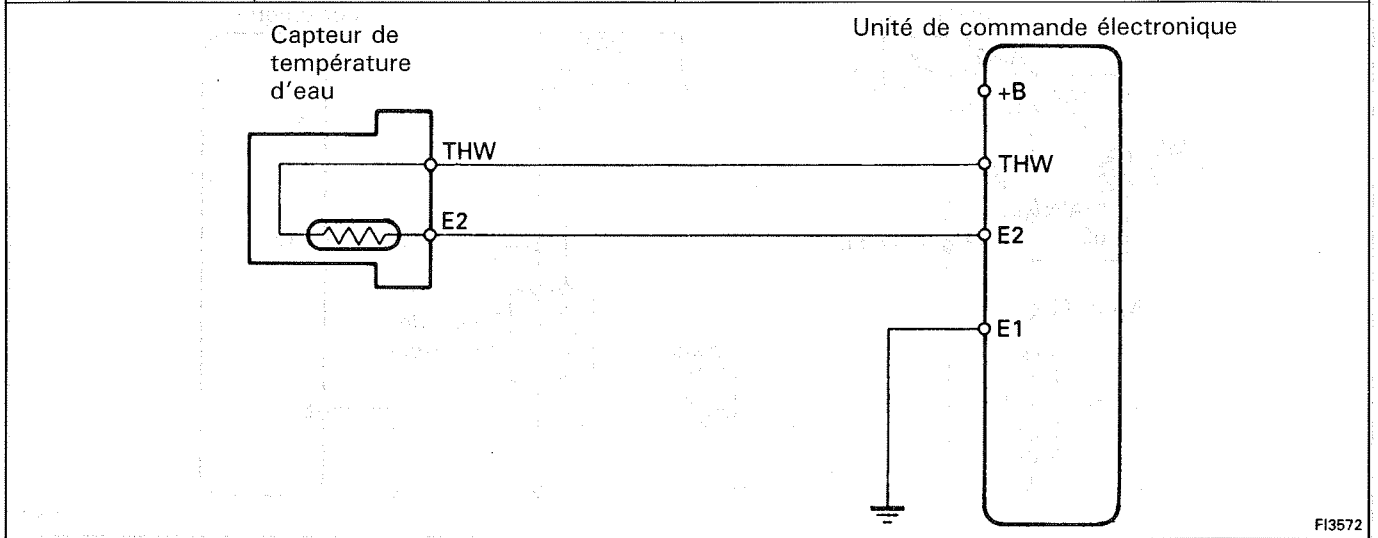 Capteur de
température
d'eau
Unité de commande électronique
+B
THW
THW
E2
E2
E1
FI3572